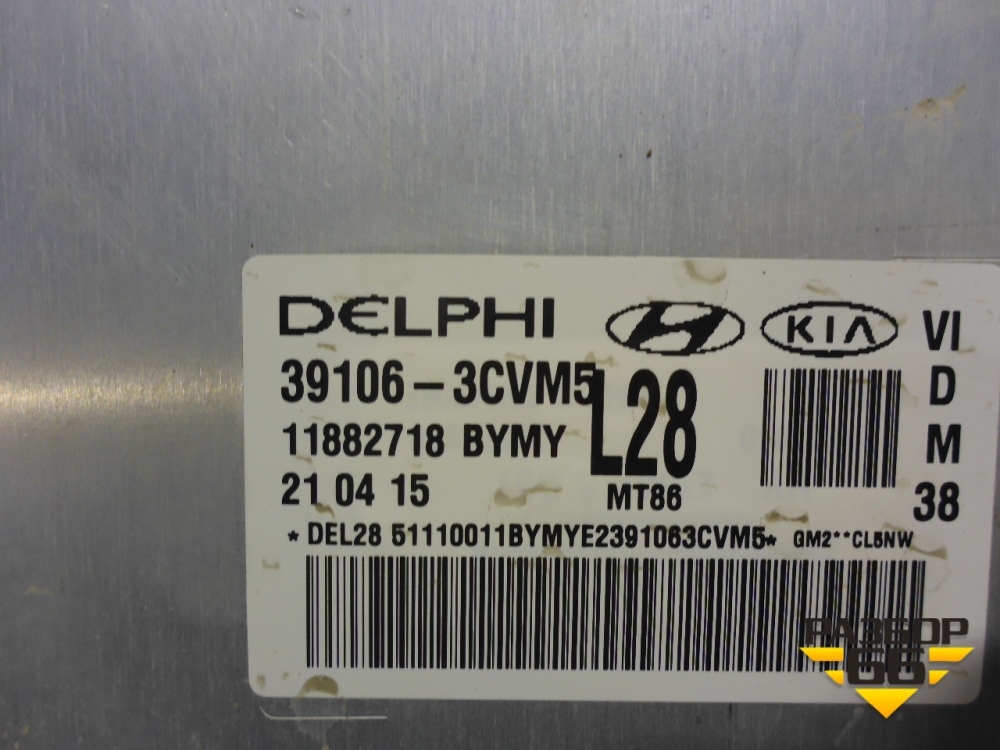 DELPHI KIA VI
39106-3CVM5 L28 D
11882718 BYMY M
21 04 15 MT86 38
*DEL28 51110011BYMYE2391063CVM5* GM2**CL5NW
РАЗБОР
66